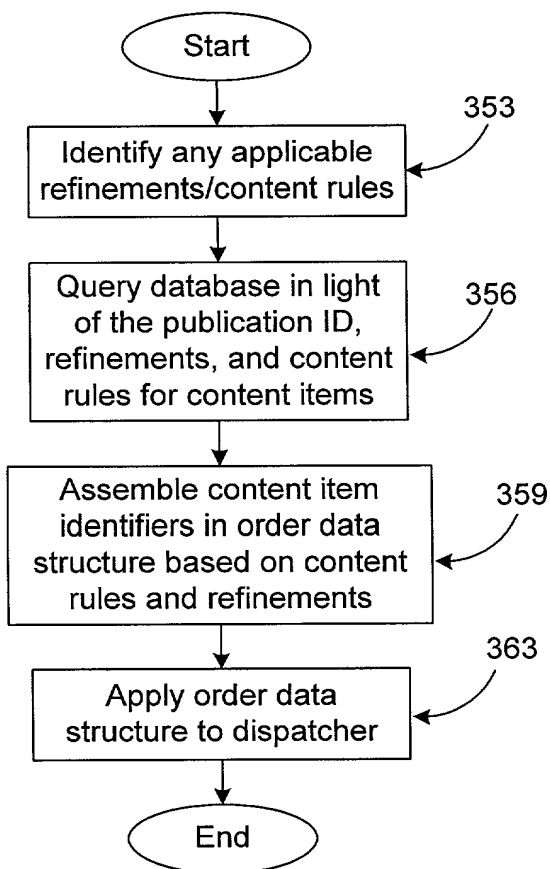 Start
353
Identify any applicable
refinements/content rules
356
Query database in light
of the publication ID,
refinements, and content
rules for content items
359
Assemble content item
identifiers in order data
structure based on content
rules and refinements
363
Apply order data
structure to dispatcher
End